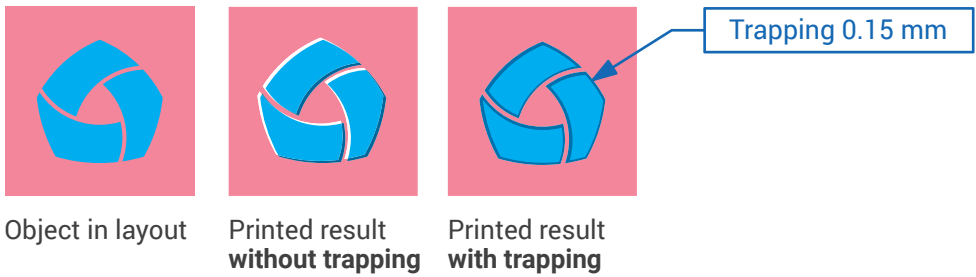 Trapping 0.15 mm
Object in layout
Printed result
without trapping
Printed result
with trapping